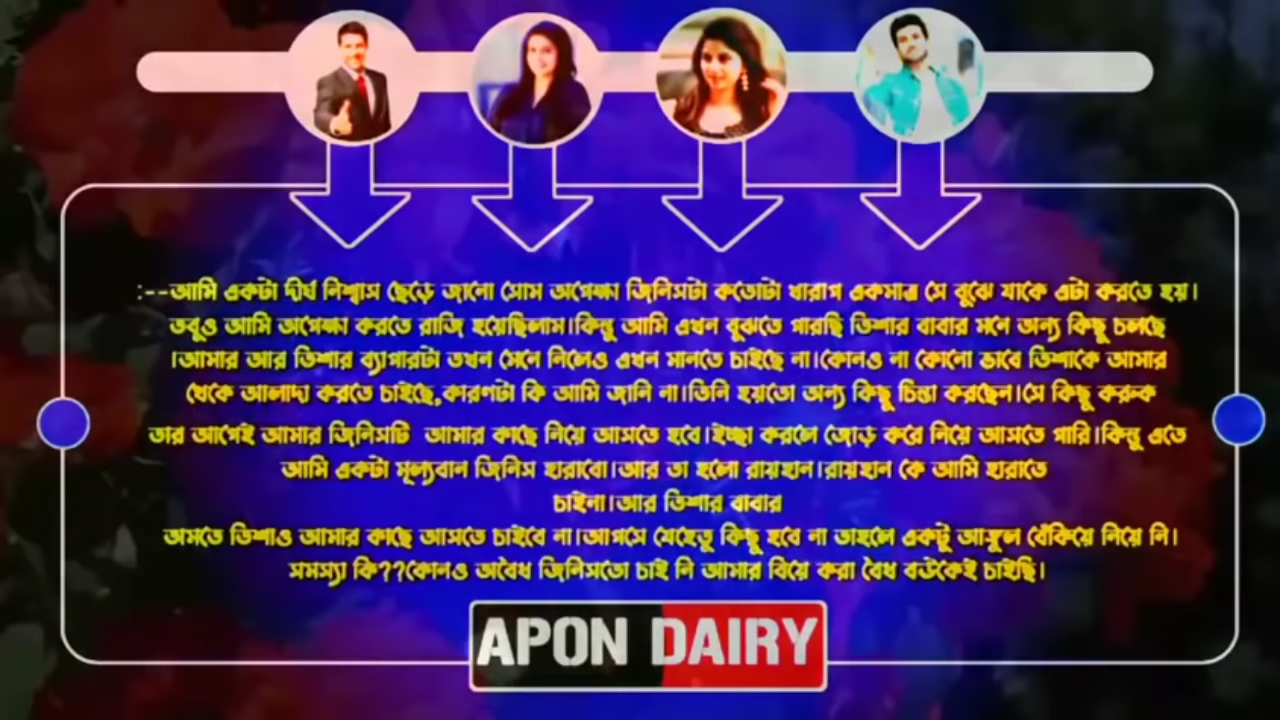 :--আমি একটা দীর্ঘ নিশ্বাস ছেড়ে জানো সোম অপেক্ষা জিনিসটা কতোটা খারাপ একমাত্র সে বুঝে যাকে এটা করতে হয়।
তবুও আমি অপেক্ষা করতে রাজি হয়েছিলাম।কিন্তু আমি এখন বুঝতে পারছি তিশার বাবার মনে অন্য কিছু চলছে
।আমার আর তিশার ব্যাপারটা তখন মেনে নিলেও এখন মানতে চাইছে না।কোনও না কোনো ভাবে তিশাকে আমার
থেকে আলাদা করতে চাইছে,কারণটা কি আমি জানি না।তিনি হয়তো অন্য কিছু চিন্তা করছেন।সে কিছু করুক
তার আগেই আমার জিনিসটি আমার কাছে নিয়ে আসতে হবে।ইচ্ছা করলে জোড় করে নিয়ে আসতে পারি।কিন্তু এতে
আমি একটা মূল্যবান জিনিস হারাবো।আর তা হলো রায়হান।রায়হান কে আমি হারাতে
চাইনা।আর তিশার বাবার
অমতে তিশাও আমার কাছে আসতে চাইবে না।আপসে যেহেতু কিছু হবে না তাহলে একটু আঙ্গুল বেঁকিয়ে নিয়ে নি।
সমস্যা কি??কোনও অবৈধ জিনিসতো চাই নি আমার বিয়ে করা বৈধ বউকেই চাইছি।
APON DAIRY